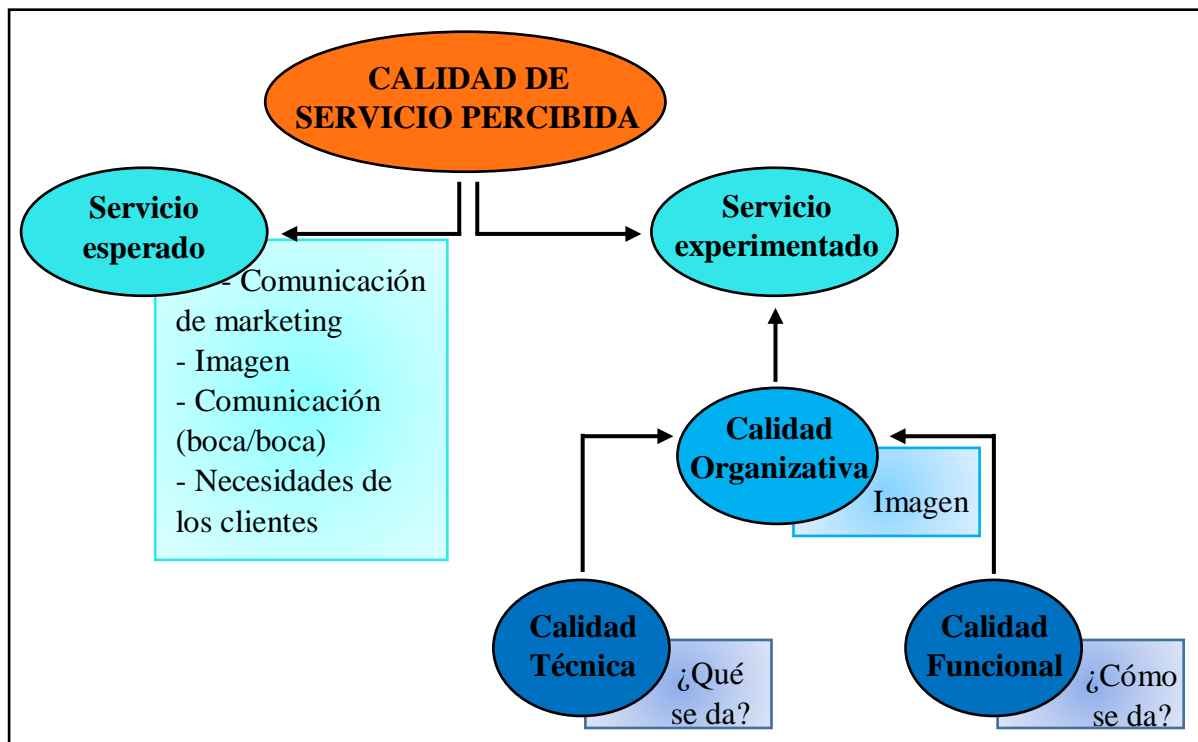 CALIDAD DE
SERVICIO PERCIBIDA
Servicio
esperado
- Comunicación
de marketing
- Imagen
- Comunicación
(boca/boca)
- Necesidades de
los clientes
Servicio
experimentado
Calidad
Organizativa
Imagen
Calidad
Técnica
¿Qué
se da?
Calidad
Funcional
¿Cómo
se da?